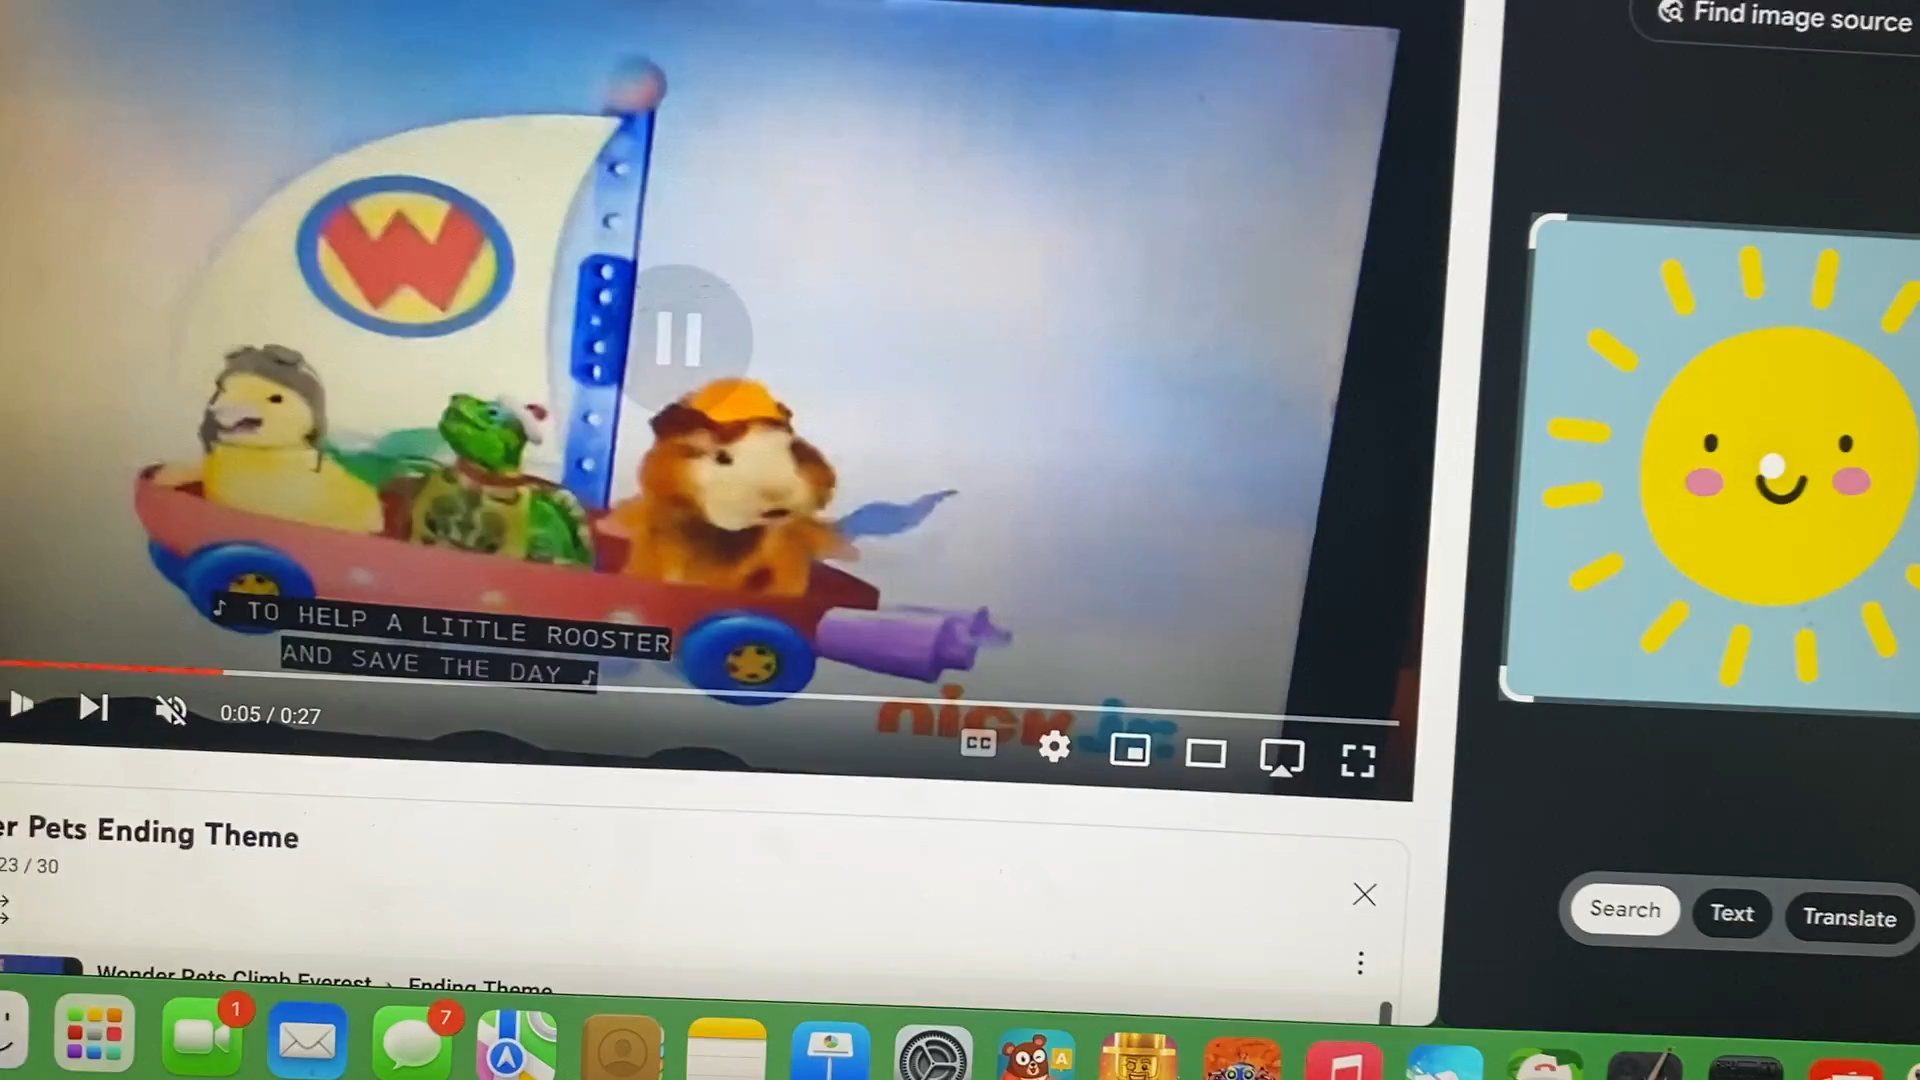 Find image source
W
♪ TO HELP A LITTLE ROOSTER
AND SAVE THE DAY ♪
0:05 / 0:27
nick jr.
CC
er Pets Ending Theme
23 / 30
Wonder Pets Climb Everest > Ending Theme
Search
Text
Translate
1
7
A